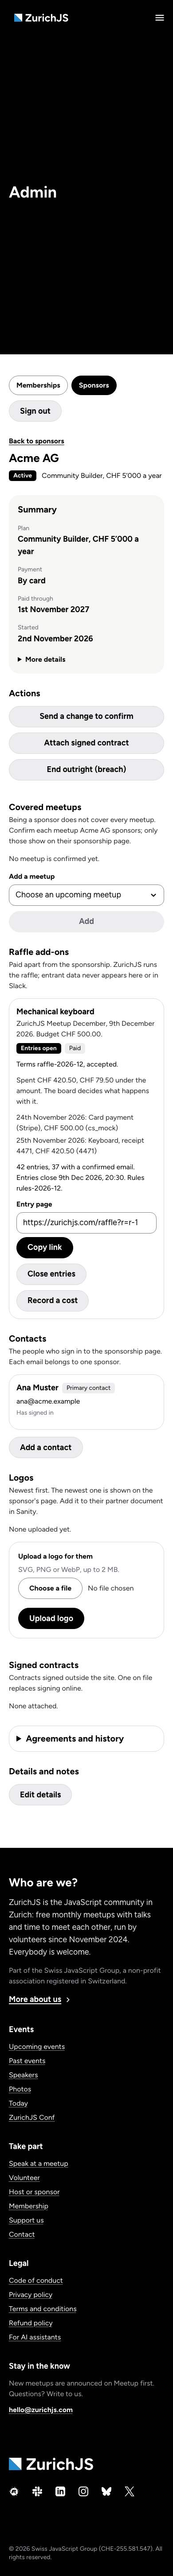 ZurichJS
Admin
Memberships
Sponsors
Sign out
Back to sponsors
Acme AG
Active Community Builder, CHF 5'000 a year
Summary
Plan
Community Builder, CHF 5'000 a
year
Payment
By card
Paid through
1st November 2027
Started
2nd November 2026
More details
Actions
Send a change to confirm
Attach signed contract
End outright (breach)
Covered meetups
Being a sponsor does not cover every meetup.
Confirm each meetup Acme AG sponsors; only
those show on their sponsorship page.
No meetup is confirmed yet.
Add a meetup
Choose an upcoming meetup
Add
Raffle add-ons
Paid apart from the sponsorship. ZurichJS runs
the raffle; entrant data never appears here or in
Slack.
Mechanical keyboard
ZurichJS Meetup December, 9th December
2026. Budget CHF 500.00.
Entries open Paid
Terms raffle-2026-12, accepted.
Spent CHF 420.50, CHF 79.50 under the
amount. The board decides what happens
with it.
24th November 2026: Card payment
(Stripe), CHF 500.00 (cs_mock)
25th November 2026: Keyboard, receipt
4471, CHF 420.50 (4471)
42 entries, 37 with a confirmed email.
Entries close 9th Dec 2026, 20:30. Rules
rules-2026-12.
Entry page
https://zurichjs.com/raffle?r=r-1
Copy link
Close entries
Record a cost
Contacts
The people who sign in to the sponsorship page.
Each email belongs to one sponsor.
Ana Muster Primary contact
ana@acme.example
Has signed in
Add a contact
Logos
Newest first. The newest one is shown on the
sponsor's page. Add it to their partner document
in Sanity.
None uploaded yet.
Upload a logo for them
SVG, PNG or WebP, up to 2 MB.
Choose a file No file chosen
Upload logo
Signed contracts
Contracts signed outside the site. One on file
replaces signing online.
None attached.
Agreements and history
Details and notes
Edit details
Who are we?
ZurichJS is the JavaScript community in
Zurich: free monthly meetups with talks
and time to meet each other, run by
volunteers since November 2024.
Everybody is welcome.
Part of the Swiss JavaScript Group, a non-profit
association registered in Switzerland.
More about us
Events
Upcoming events
Past events
Speakers
Photos
Today
ZurichJS Conf
Take part
Speak at a meetup
Volunteer
Host or sponsor
Membership
Support us
Contact
Legal
Code of conduct
Privacy policy
Terms and conditions
Refund policy
For AI assistants
Stay in the know
New meetups are announced on Meetup first.
Questions? Write to us.
hello@zurichjs.com
ZurichJS
© 2026 Swiss JavaScript Group (CHE-255.581.547). All
rights reserved.